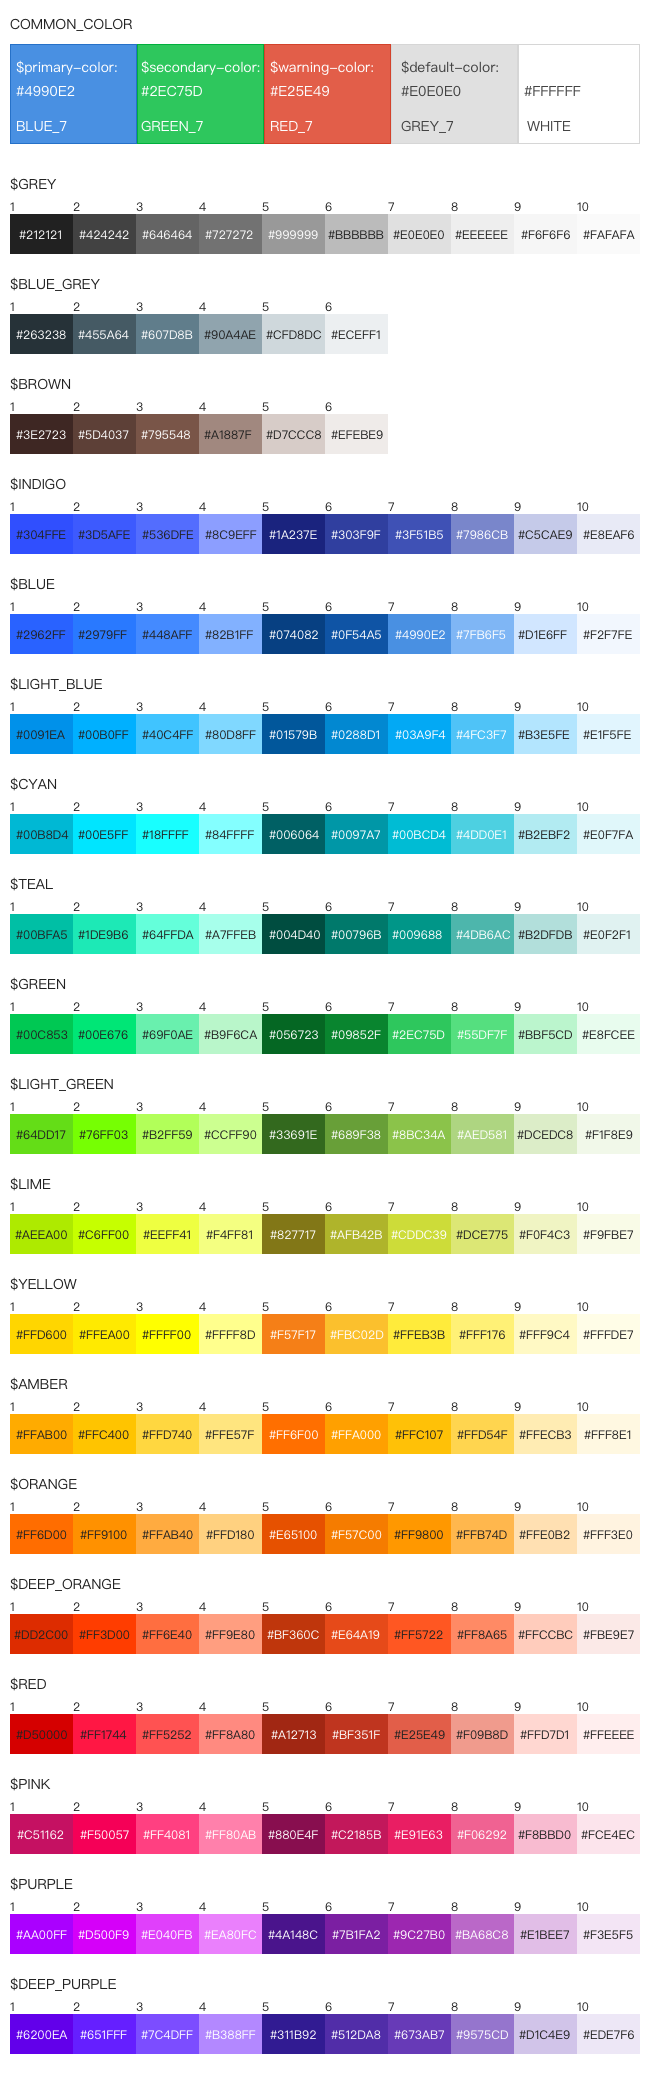 COMMON_COLOR
$primary-color: $secondary-color: $warning-color: $default-color:
#4990E2 #2EC75D #E25E49 #E0E0E0 #FFFFFF
BLUE_7 GREEN_7 RED_7 GREY_7 WHITE
$GREY
1 2 3 4 5 6 7 8 9 10
#212121 #424242 #646464 #727272 #999999 #BBBBBB #E0E0E0 #EEEEEE #F6F6F6 #FAFAFA
$BLUE_GREY
1 2 3 4 5 6
#263238 #455A64 #607D8B #90A4AE #CFD8DC #ECEFF1
$BROWN
1 2 3 4 5 6
#3E2723 #5D4037 #795548 #A1887F #D7CCC8 #EFEBE9
$INDIGO
1 2 3 4 5 6 7 8 9 10
#304FFE #3D5AFE #536DFE #8C9EFF #1A237E #303F9F #3F51B5 #7986CB #C5CAE9 #E8EAF6
$BLUE
1 2 3 4 5 6 7 8 9 10
#2962FF #2979FF #448AFF #82B1FF #074082 #0F54A5 #4990E2 #7FB6F5 #D1E6FF #F2F7FE
$LIGHT_BLUE
1 2 3 4 5 6 7 8 9 10
#0091EA #00B0FF #40C4FF #80D8FF #01579B #0288D1 #03A9F4 #4FC3F7 #B3E5FE #E1F5FE
$CYAN
1 2 3 4 5 6 7 8 9 10
#00B8D4 #00E5FF #18FFFF #84FFFF #006064 #0097A7 #00BCD4 #4DD0E1 #B2EBF2 #E0F7FA
$TEAL
1 2 3 4 5 6 7 8 9 10
#00BFA5 #1DE9B6 #64FFDA #A7FFEB #004D40 #00796B #009688 #4DB6AC #B2DFDB #E0F2F1
$GREEN
1 2 3 4 5 6 7 8 9 10
#00C853 #00E676 #69F0AE #B9F6CA #056723 #09852F #2EC75D #55DF7F #BBF5CD #E8FCEE
$LIGHT_GREEN
1 2 3 4 5 6 7 8 9 10
#64DD17 #76FF03 #B2FF59 #CCFF90 #33691E #689F38 #8BC34A #AED581 #DCEDC8 #F1F8E9
$LIME
1 2 3 4 5 6 7 8 9 10
#AEEA00 #C6FF00 #EEFF41 #F4FF81 #827717 #AFB42B #CDDC39 #DCE775 #F0F4C3 #F9FBE7
$YELLOW
1 2 3 4 5 6 7 8 9 10
#FFD600 #FFEA00 #FFFF00 #FFFF8D #F57F17 #FBC02D #FFEB3B #FFF176 #FFF9C4 #FFFDE7
$AMBER
1 2 3 4 5 6 7 8 9 10
#FFAB00 #FFC400 #FFD740 #FFE57F #FF6F00 #FFA000 #FFC107 #FFD54F #FFECB3 #FFF8E1
$ORANGE
1 2 3 4 5 6 7 8 9 10
#FF6D00 #FF9100 #FFAB40 #FFD180 #E65100 #F57C00 #FF9800 #FFB74D #FFE0B2 #FFF3E0
$DEEP_ORANGE
1 2 3 4 5 6 7 8 9 10
#DD2C00 #FF3D00 #FF6E40 #FF9E80 #BF360C #E64A19 #FF5722 #FF8A65 #FFCCBC #FBE9E7
$RED
1 2 3 4 5 6 7 8 9 10
#D50000 #FF1744 #FF5252 #FF8A80 #A12713 #BF351F #E25E49 #F09B8D #FFD7D1 #FFEEEE
$PINK
1 2 3 4 5 6 7 8 9 10
#C51162 #F50057 #FF4081 #FF80AB #880E4F #C2185B #E91E63 #F06292 #F8BBD0 #FCE4EC
$PURPLE
1 2 3 4 5 6 7 8 9 10
#AA00FF #D500F9 #E040FB #EA80FC #4A148C #7B1FA2 #9C27B0 #BA68C8 #E1BEE7 #F3E5F5
$DEEP_PURPLE
1 2 3 4 5 6 7 8 9 10
#6200EA #651FFF #7C4DFF #B388FF #311B92 #512DA8 #673AB7 #9575CD #D1C4E9 #EDE7F6